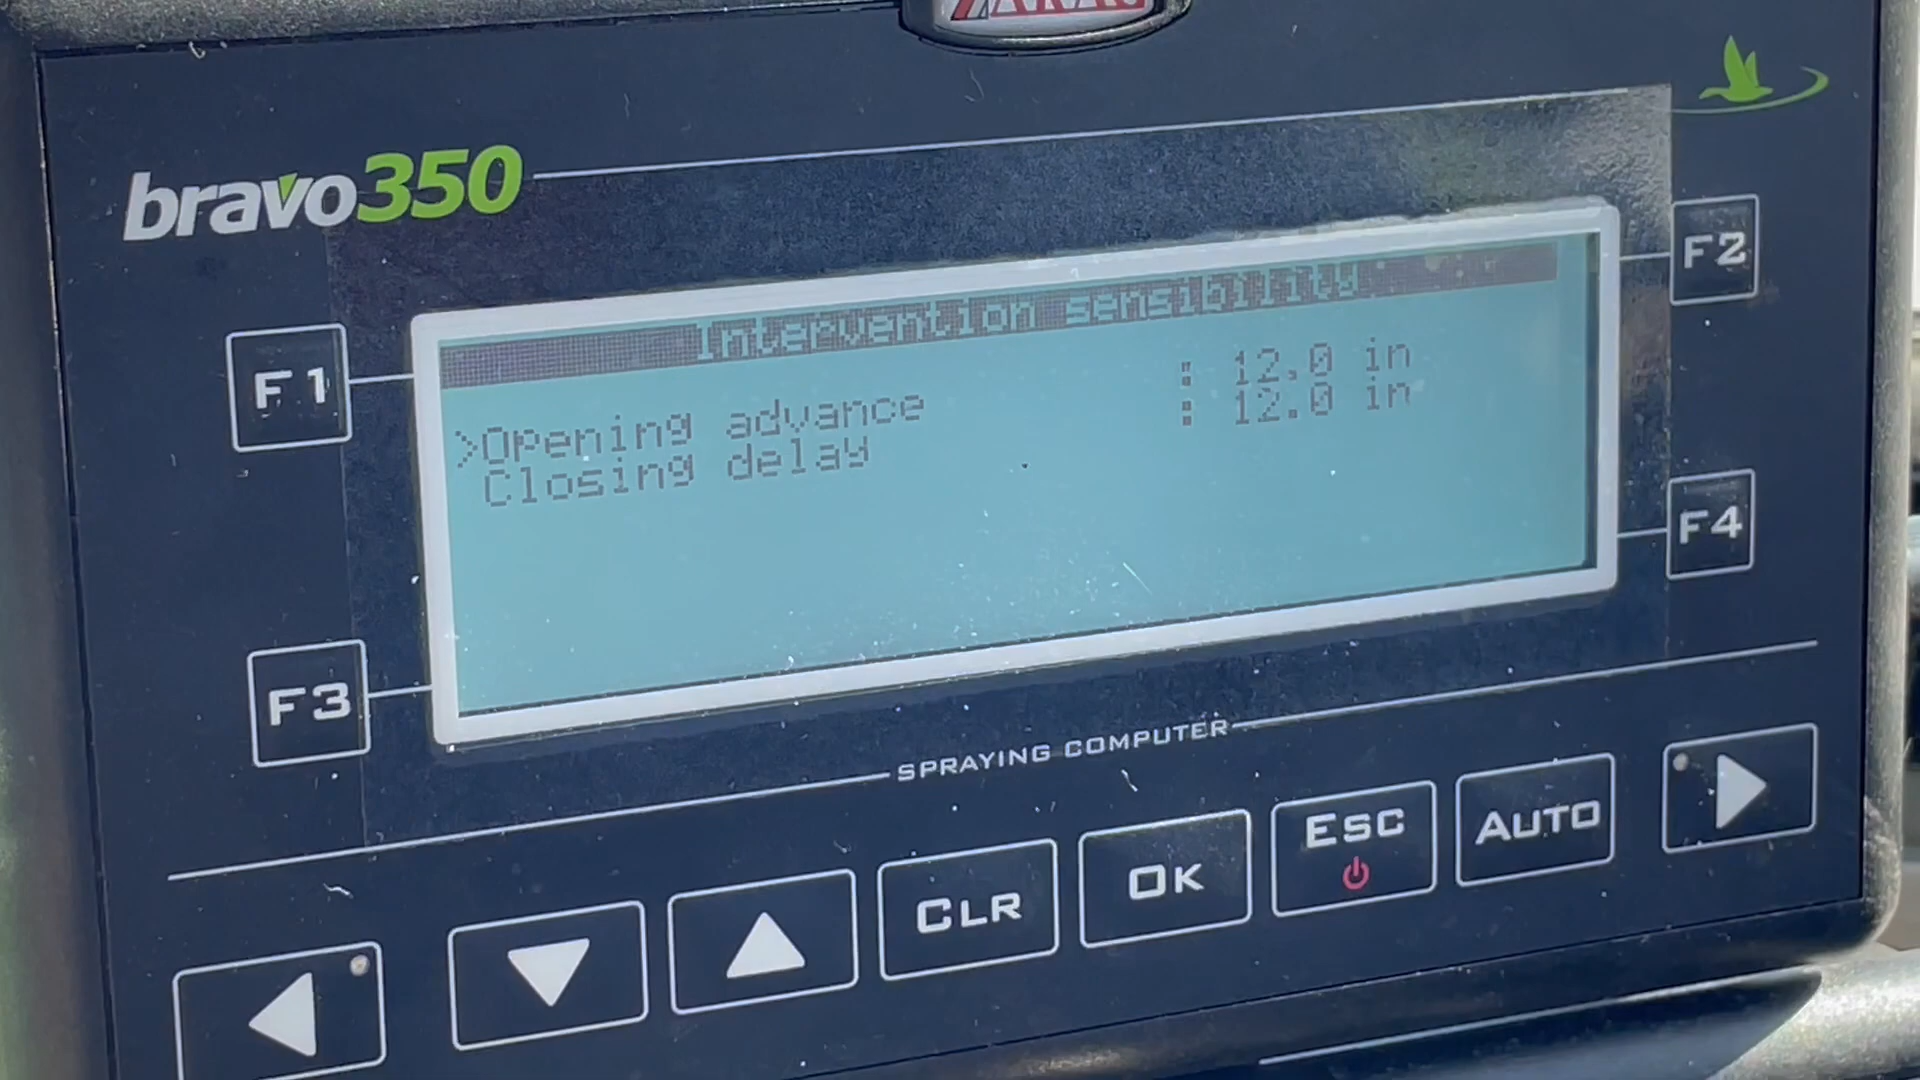 bravo350
Intervention sensibility
>Opening advance : 12.0 in
Closing delay : 12.0 in
F1
F2
F3
F4
SPRAYING COMPUTER
CLR
OK
ESC
AUTO